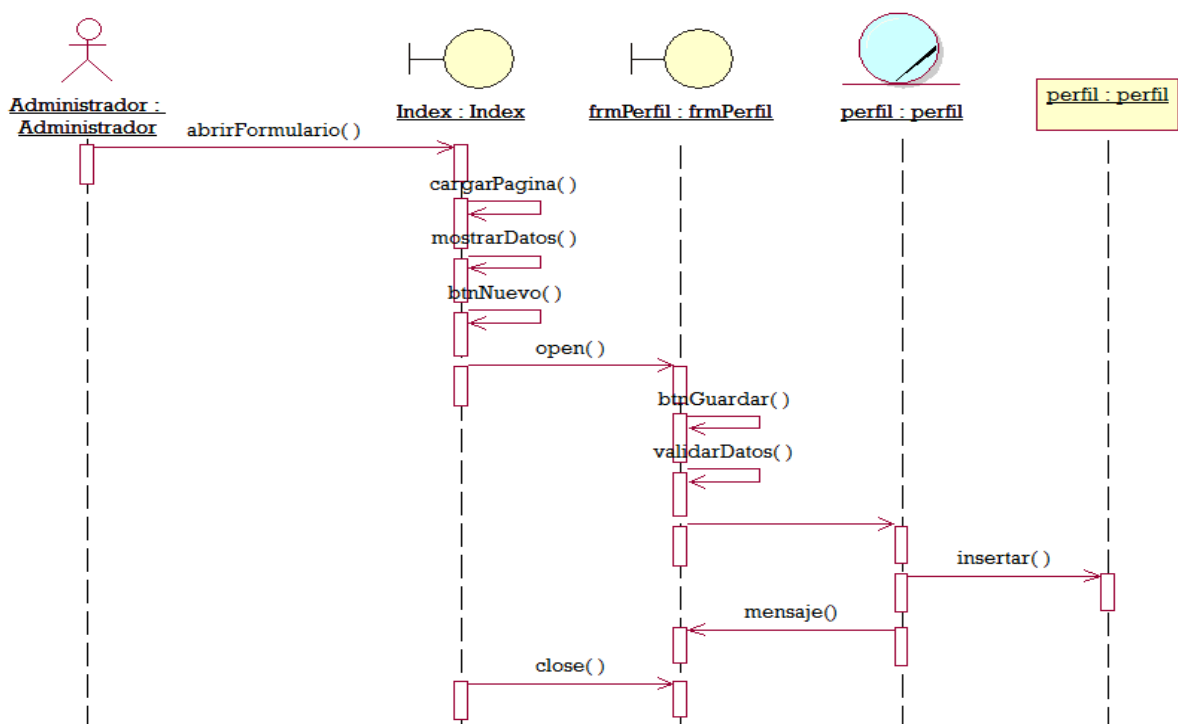 Administrador :
Administrador
Index : Index
frmPerfil : frmPerfil
perfil : perfil
perfil : perfil
abrirFormulario( )
cargarPagina( )
mostrarDatos( )
btnNuevo( )
open( )
btnGuardar( )
validarDatos( )
insertar( )
mensaje()
close( )